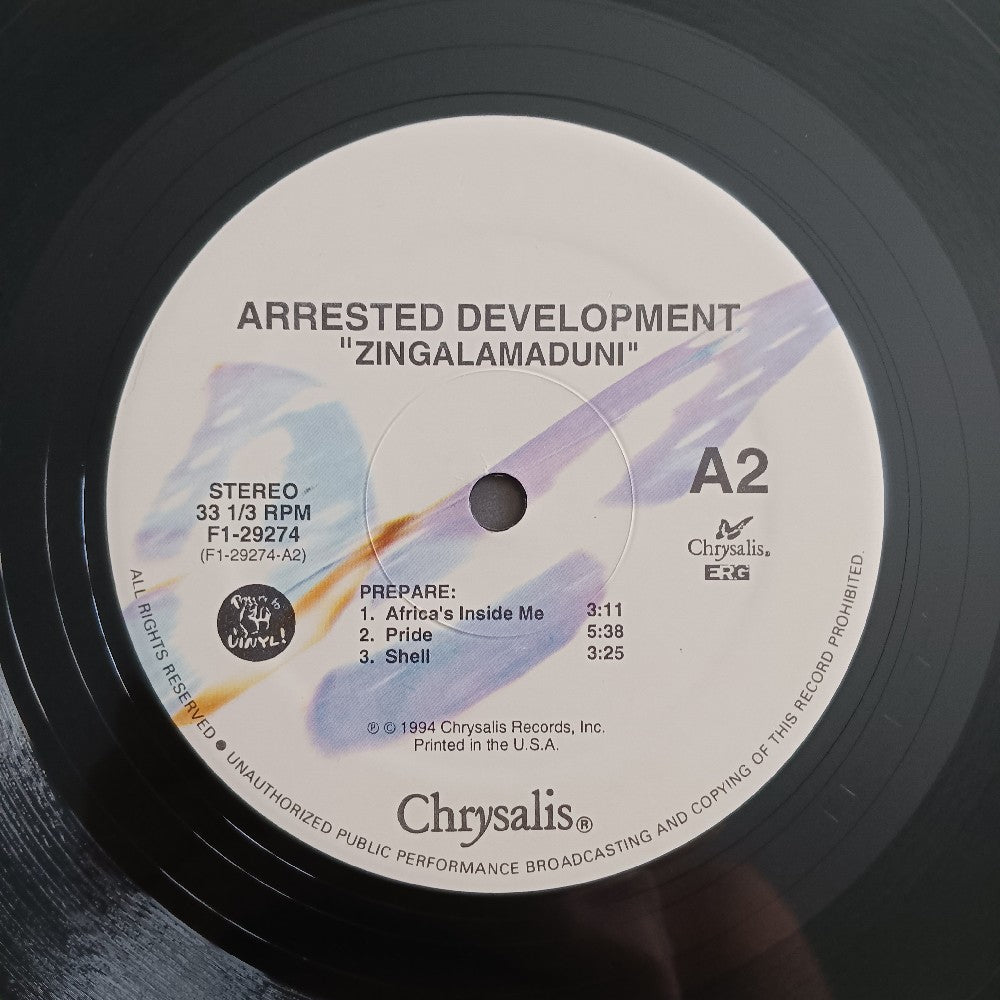 ARRESTED DEVELOPMENT
"ZINGALAMADUNI"
STEREO
33 1/3 RPM
F1-29274
(F1-29274-A2)
A2
Chrysalis®
ERG
VINYL!
PREPARE:
1. Africa's Inside Me 3:11
2. Pride 5:38
3. Shell 3:25
℗ © 1994 Chrysalis Records, Inc.
Printed in the U.S.A.
Chrysalis®
ALL RIGHTS RESERVED ● UNAUTHORIZED PUBLIC PERFORMANCE BROADCASTING AND COPYING OF THIS RECORD PROHIBITED.